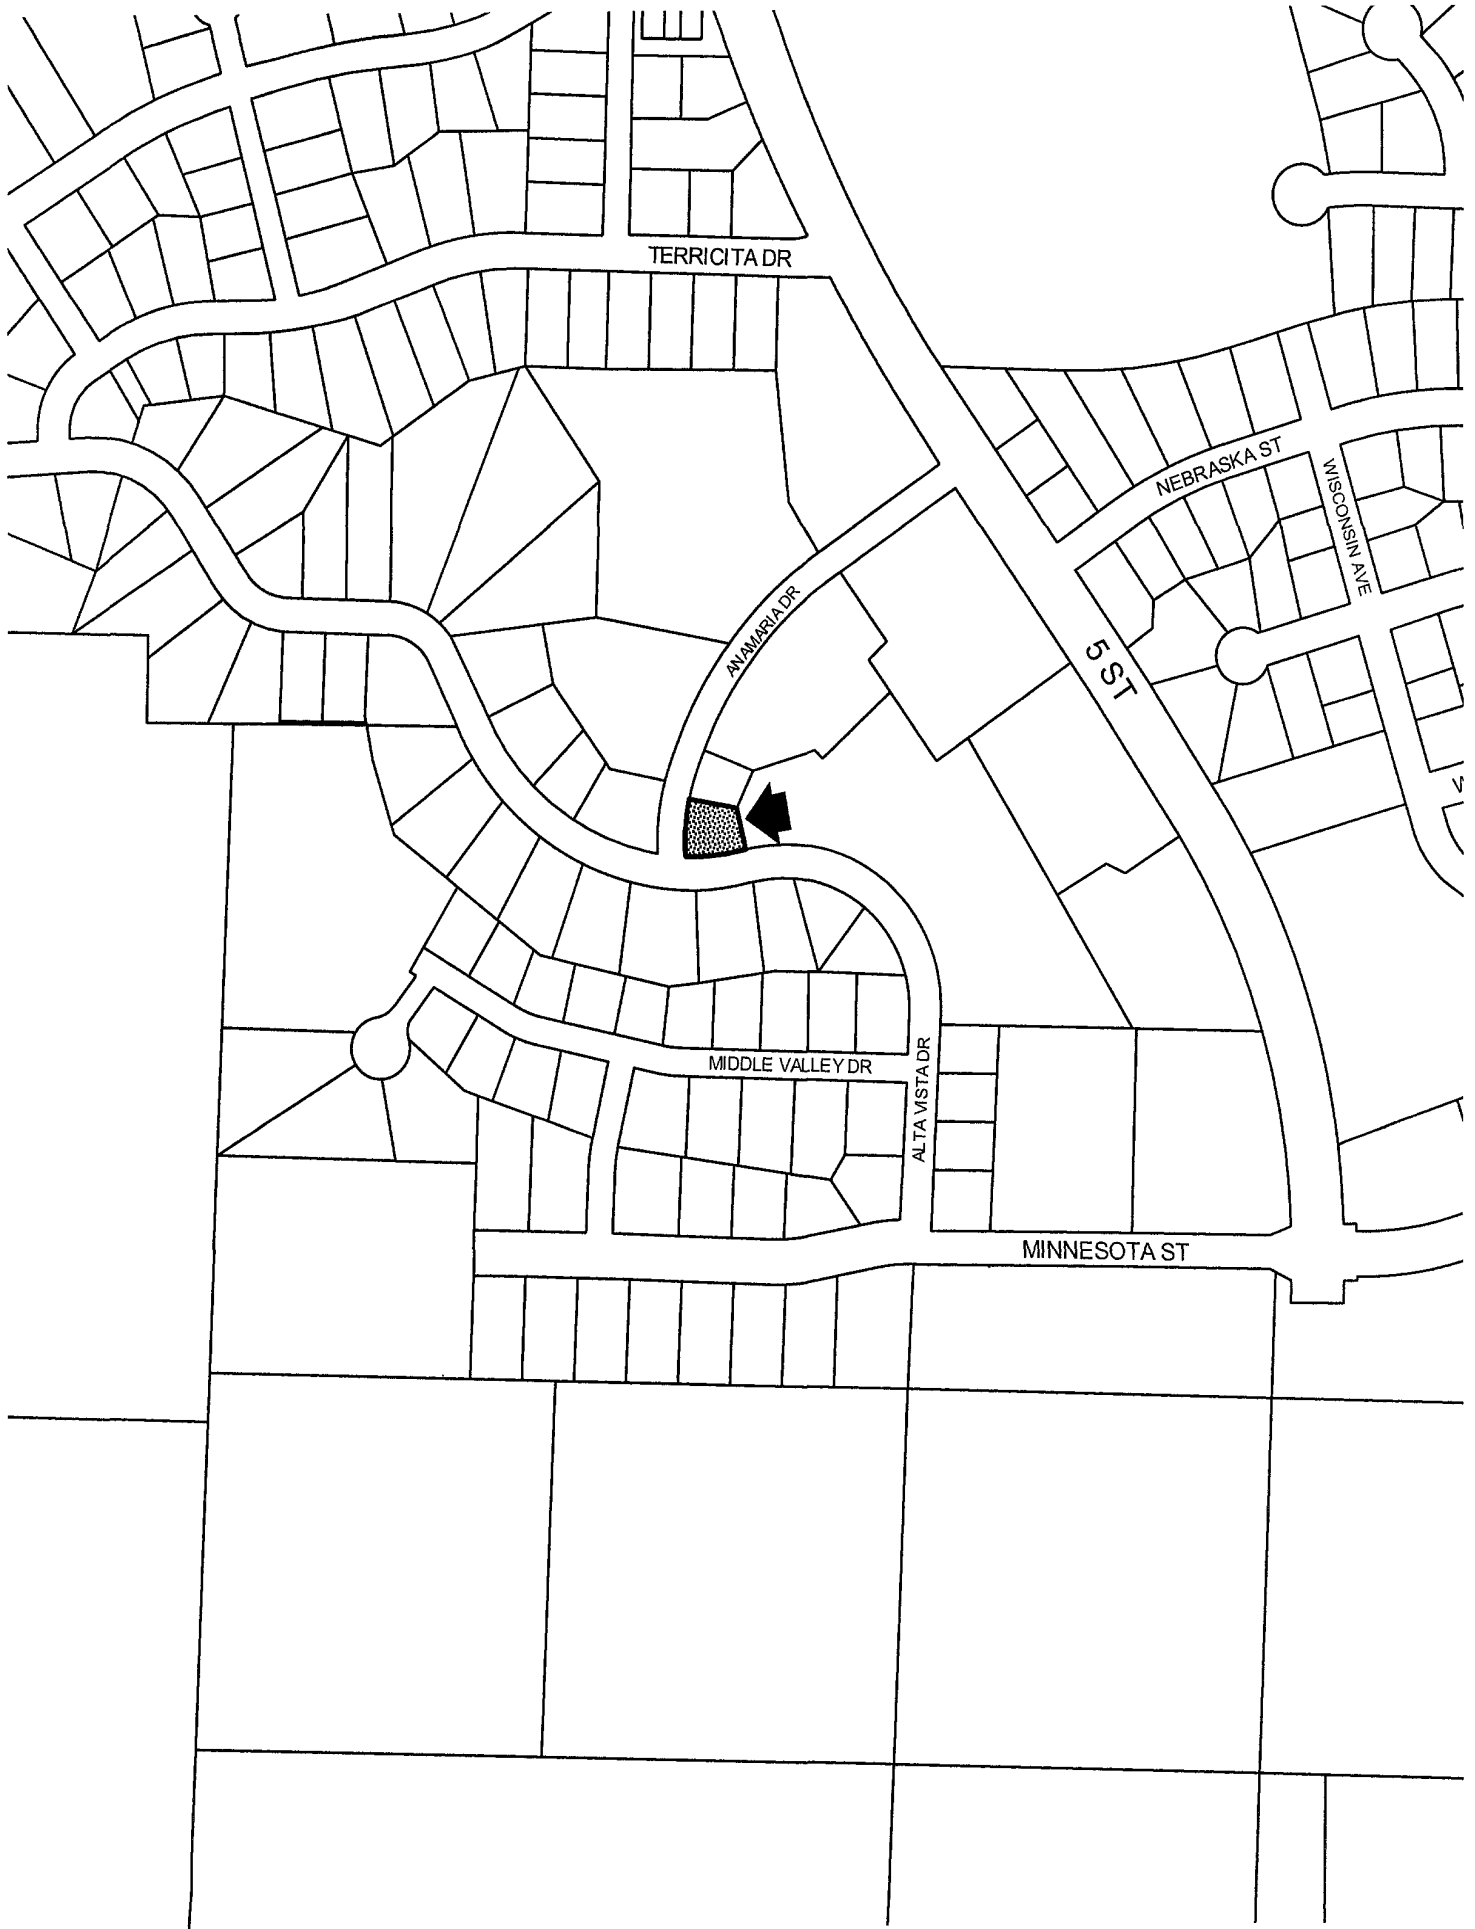 TERRICITA DR
NEBRASKA ST
WISCONSIN AVE
ANAMARIA DR
5 ST
MIDDLE VALLEY DR
ALTA VISTA DR
MINNESOTA ST